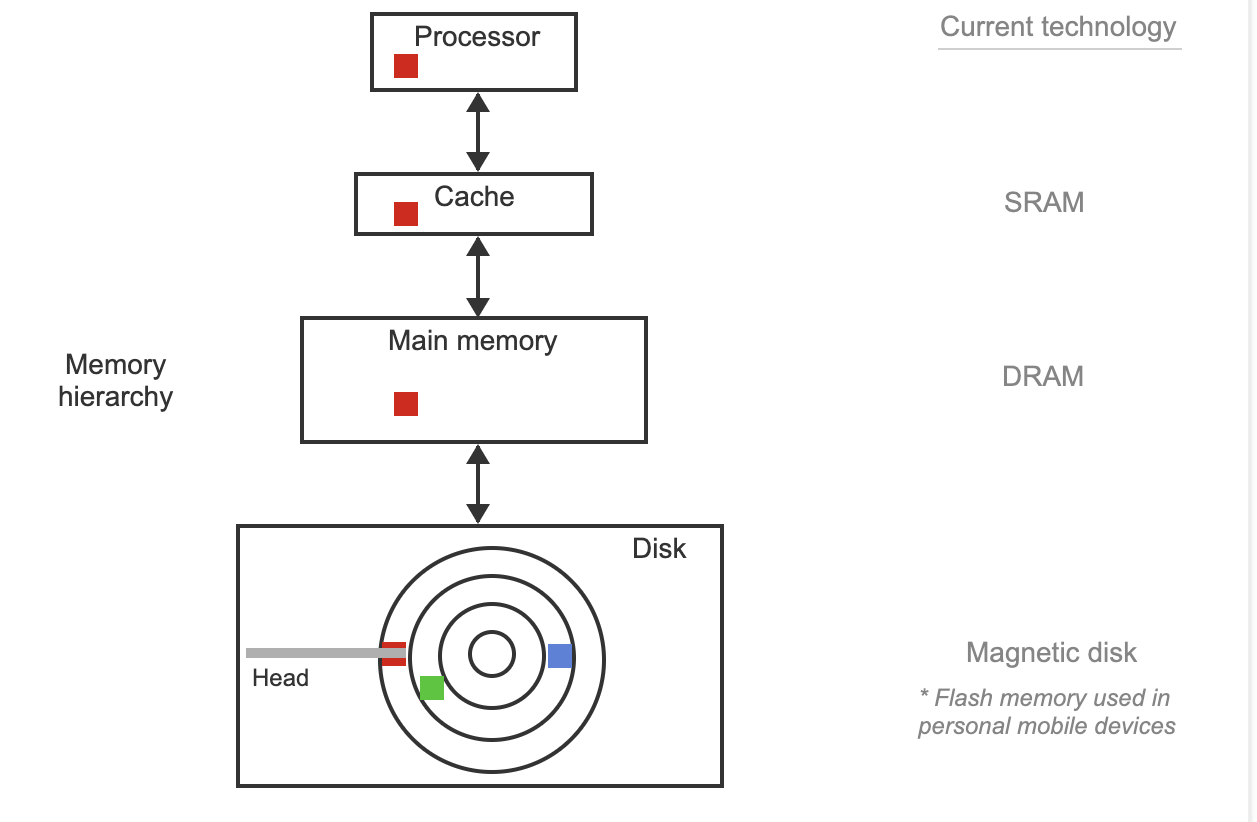 Processor
Current technology
Cache
SRAM
Main memory
Memory
hierarchy
DRAM
Disk
Head
Magnetic disk
* Flash memory used in
personal mobile devices